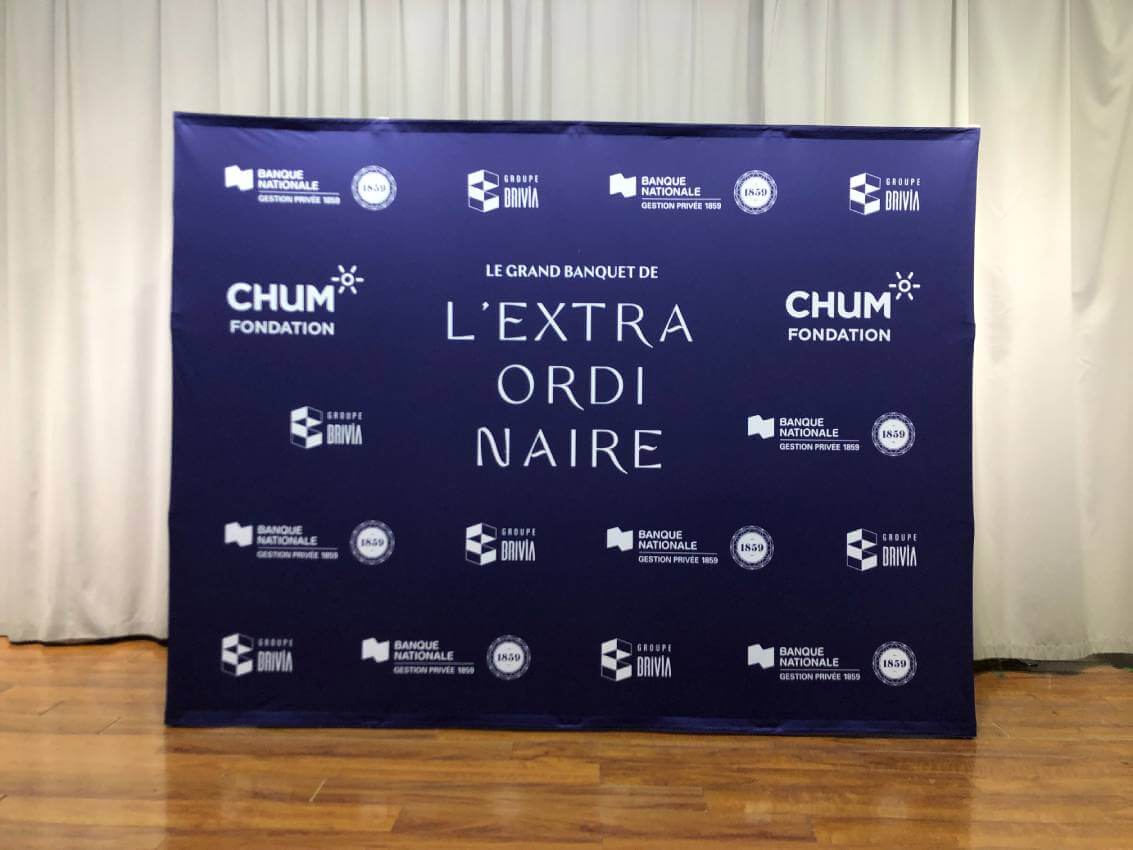 BANQUE
NATIONALE
GESTION PRIVÉE 1859
1859
GROUPE
BRIVIA
BANQUE
NATIONALE
GESTION PRIVÉE 1859
1859
GROUPE
BRIVIA
CHUM
FONDATION
LE GRAND BANQUET DE
L'EXTRA
ORDI
NAIRE
CHUM
FONDATION
GROUPE
BRIVIA
BANQUE
NATIONALE
GESTION PRIVÉE 1859
1859
BANQUE
NATIONALE
GESTION PRIVÉE 1859
1859
GROUPE
BRIVIA
BANQUE
NATIONALE
GESTION PRIVÉE 1859
1859
GROUPE
BRIVIA
GROUPE
BRIVIA
BANQUE
NATIONALE
GESTION PRIVÉE 1859
1859
GROUPE
BRIVIA
BANQUE
NATIONALE
GESTION PRIVÉE 1859
1859